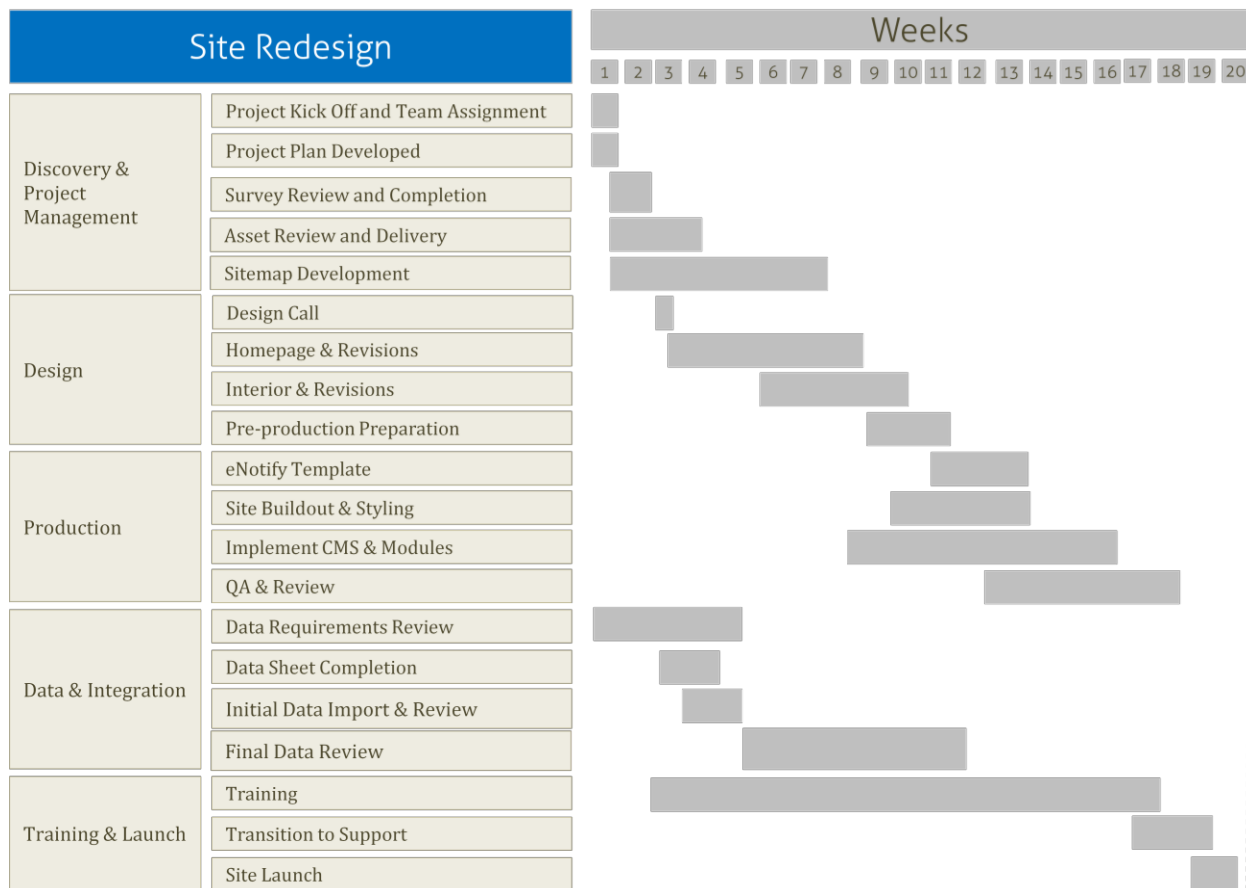 Site Redesign
Weeks
1 2 3 4 5 6 7 8 9 10 11 12 13 14 15 16 17 18 19 20
Discovery &
Project
Management
Project Kick Off and Team Assignment
Project Plan Developed
Survey Review and Completion
Asset Review and Delivery
Sitemap Development
Design
Design Call
Homepage & Revisions
Interior & Revisions
Pre-production Preparation
Production
eNotify Template
Site Buildout & Styling
Implement CMS & Modules
QA & Review
Data & Integration
Data Requirements Review
Data Sheet Completion
Initial Data Import & Review
Final Data Review
Training & Launch
Training
Transition to Support
Site Launch